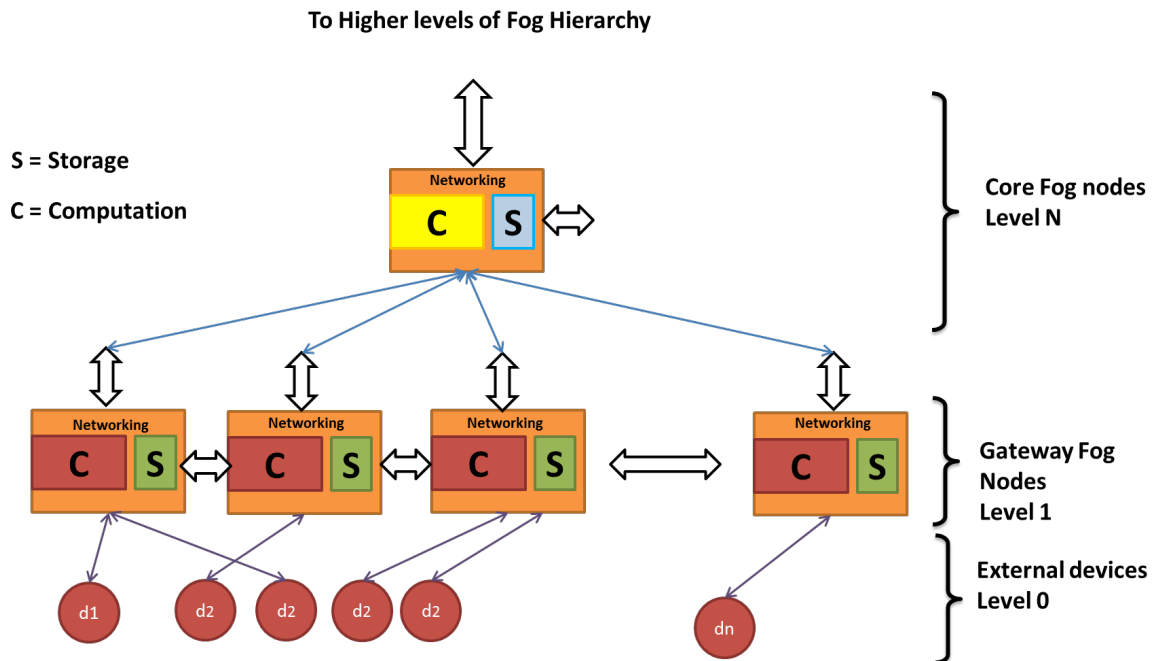 To Higher levels of Fog Hierarchy
S = Storage
C = Computation
Networking
C
S
Core Fog nodes
Level N
Networking
C
S
Networking
C
S
Networking
C
S
Networking
C
S
Gateway Fog
Nodes
Level 1
d1
d2
d2
d2
d2
dn
External devices
Level 0